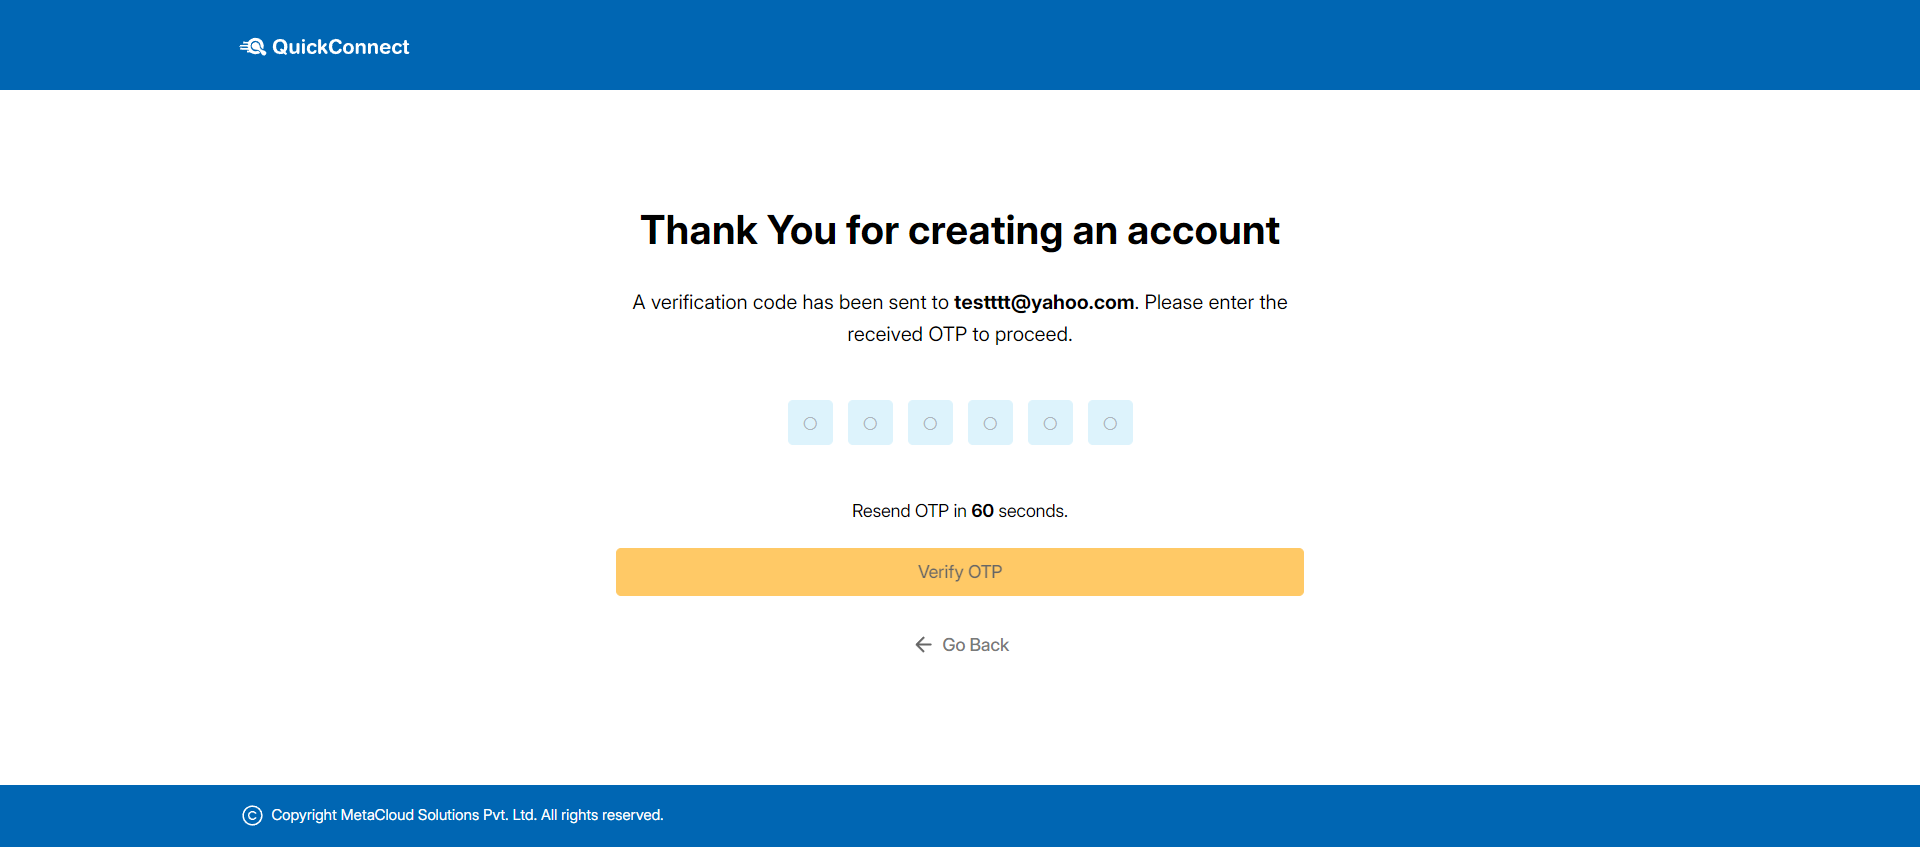 QuickConnect
Thank You for creating an account
A verification code has been sent to testttt@yahoo.com. Please enter the
received OTP to proceed.
Resend OTP in 60 seconds.
Verify OTP
← Go Back
© Copyright MetaCloud Solutions Pvt. Ltd. All rights reserved.